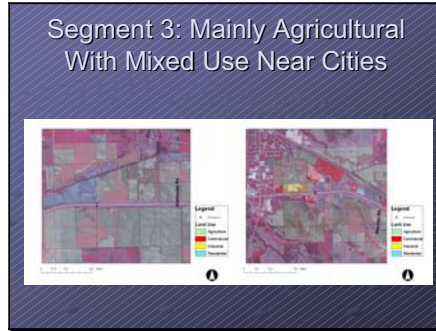 Segment 3: Mainly Agricultural
With Mixed Use Near Cities
Legend
Land Use
Agriculture
Commercial
Industrial
Residential
Legend
Land Use
Agriculture
Commercial
Industrial
Residential